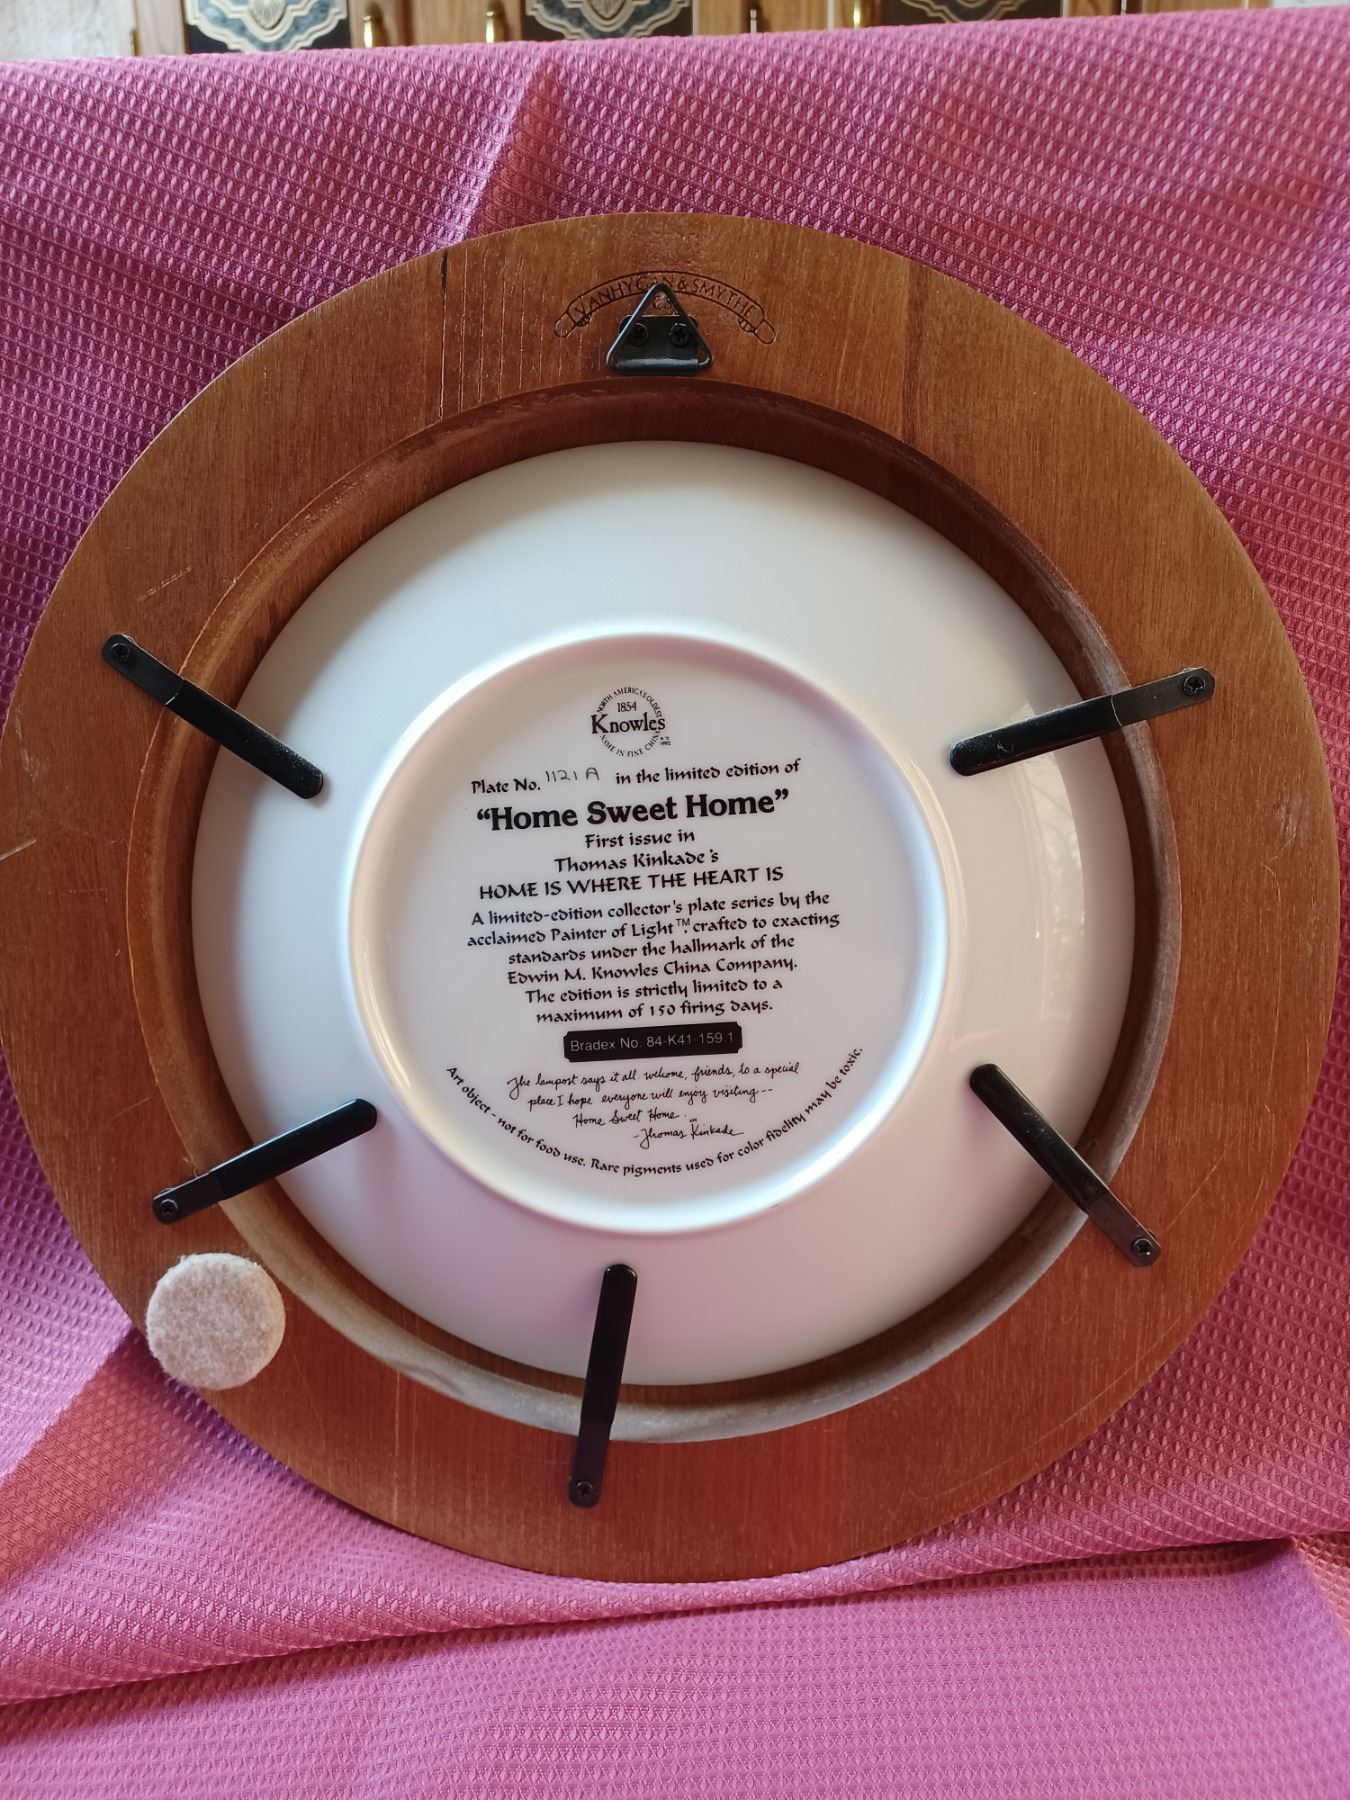 VANHYGAN & SMYTHE
NORTH AMERICA'S OLDEST
1854
Knowles
NAME IN FINE CHINA
1992
Plate No. 1121 A in the limited edition of
“Home Sweet Home”
First issue in
Thomas Kinkade's
HOME IS WHERE THE HEART IS
A limited-edition collector's plate series by the
acclaimed Painter of Light™, crafted to exacting
standards under the hallmark of the
Edwin M. Knowles China Company.
The edition is strictly limited to a
maximum of 150 firing days.
Bradex No. 84-K41-159.1
The lampost says it all. welcome, friends, to a special
place I hope everyone will enjoy visiting--
Home Sweet Home.
-Thomas Kinkade
Art object - not for food use. Rare pigments used for color fidelity may be toxic.